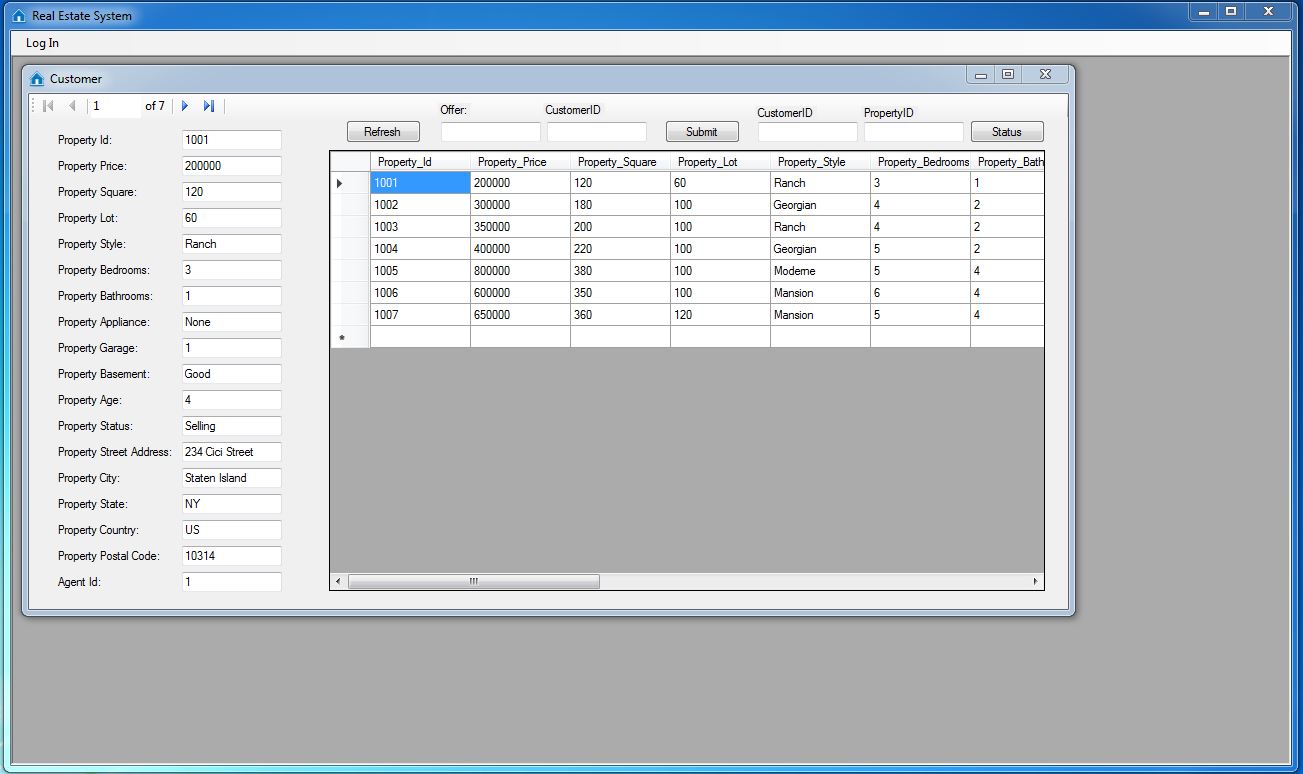 Real Estate System
Log In
Customer
1 of 7
Offer: CustomerID CustomerID PropertyID
Refresh Submit Status
Property Id: 1001
Property Price: 200000
Property Square: 120
Property Lot: 60
Property Style: Ranch
Property Bedrooms: 3
Property Bathrooms: 1
Property Appliance: None
Property Garage: 1
Property Basement: Good
Property Age: 4
Property Status: Selling
Property Street Address: 234 Cici Street
Property City: Staten Island
Property State: NY
Property Country: US
Property Postal Code: 10314
Agent Id: 1
Property_Id Property_Price Property_Square Property_Lot Property_Style Property_Bedrooms Property_Bath
1001 200000 120 60 Ranch 3 1
1002 300000 180 100 Georgian 4 2
1003 350000 200 100 Ranch 4 2
1004 400000 220 100 Georgian 5 2
1005 800000 380 100 Moderne 5 4
1006 600000 350 100 Mansion 6 4
1007 650000 360 120 Mansion 5 4